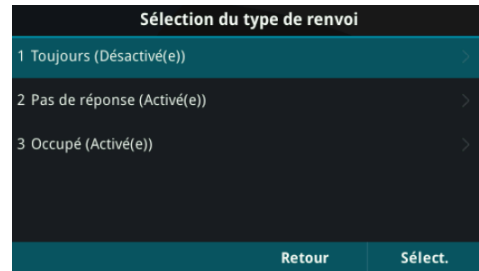 Sélection du type de renvoi
1 Toujours (Désactivé(e))
2 Pas de réponse (Activé(e))
3 Occupé (Activé(e))
Retour Sélect.